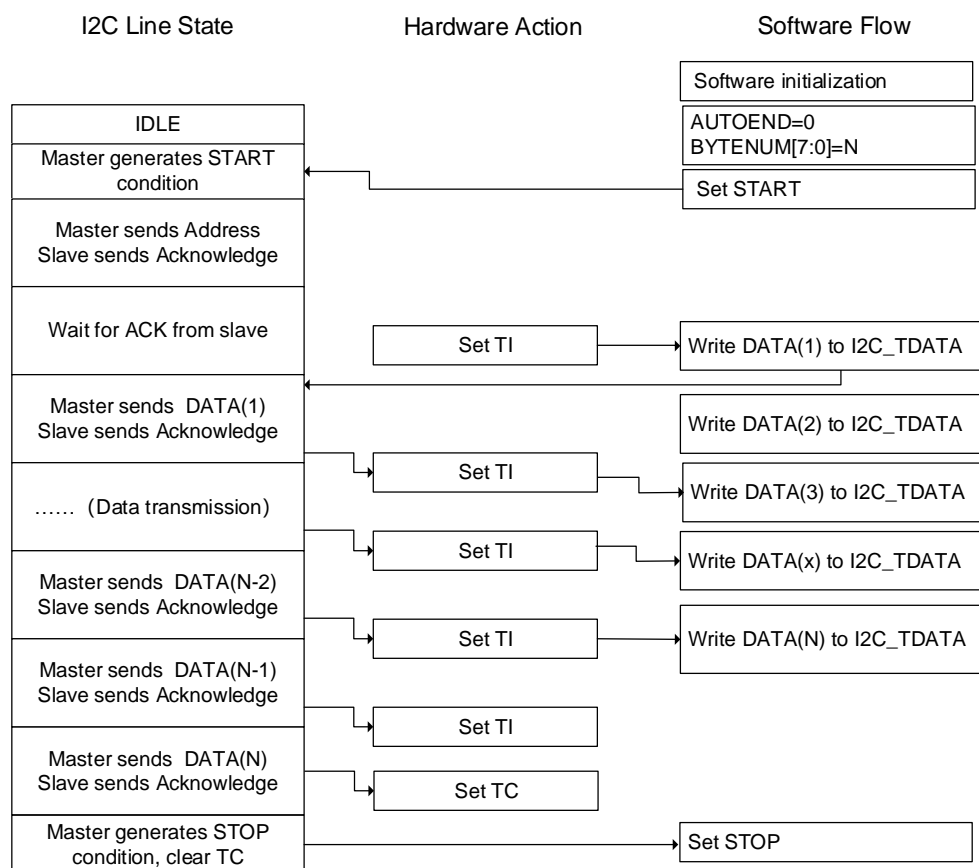 I2C Line State
Hardware Action
Software Flow
Software initialization
IDLE
AUTOEND=0
BYTENUM[7:0]=N
Master generates START
condition
Set START
Master sends Address
Slave sends Acknowledge
Wait for ACK from slave
Set TI
Write DATA(1) to I2C_TDATA
Master sends DATA(1)
Slave sends Acknowledge
Write DATA(2) to I2C_TDATA
Set TI
Write DATA(3) to I2C_TDATA
…… (Data transmission)
Set TI
Write DATA(x) to I2C_TDATA
Master sends DATA(N-2)
Slave sends Acknowledge
Set TI
Write DATA(N) to I2C_TDATA
Master sends DATA(N-1)
Slave sends Acknowledge
Set TI
Master sends DATA(N)
Slave sends Acknowledge
Set TC
Master generates STOP
condition, clear TC
Set STOP